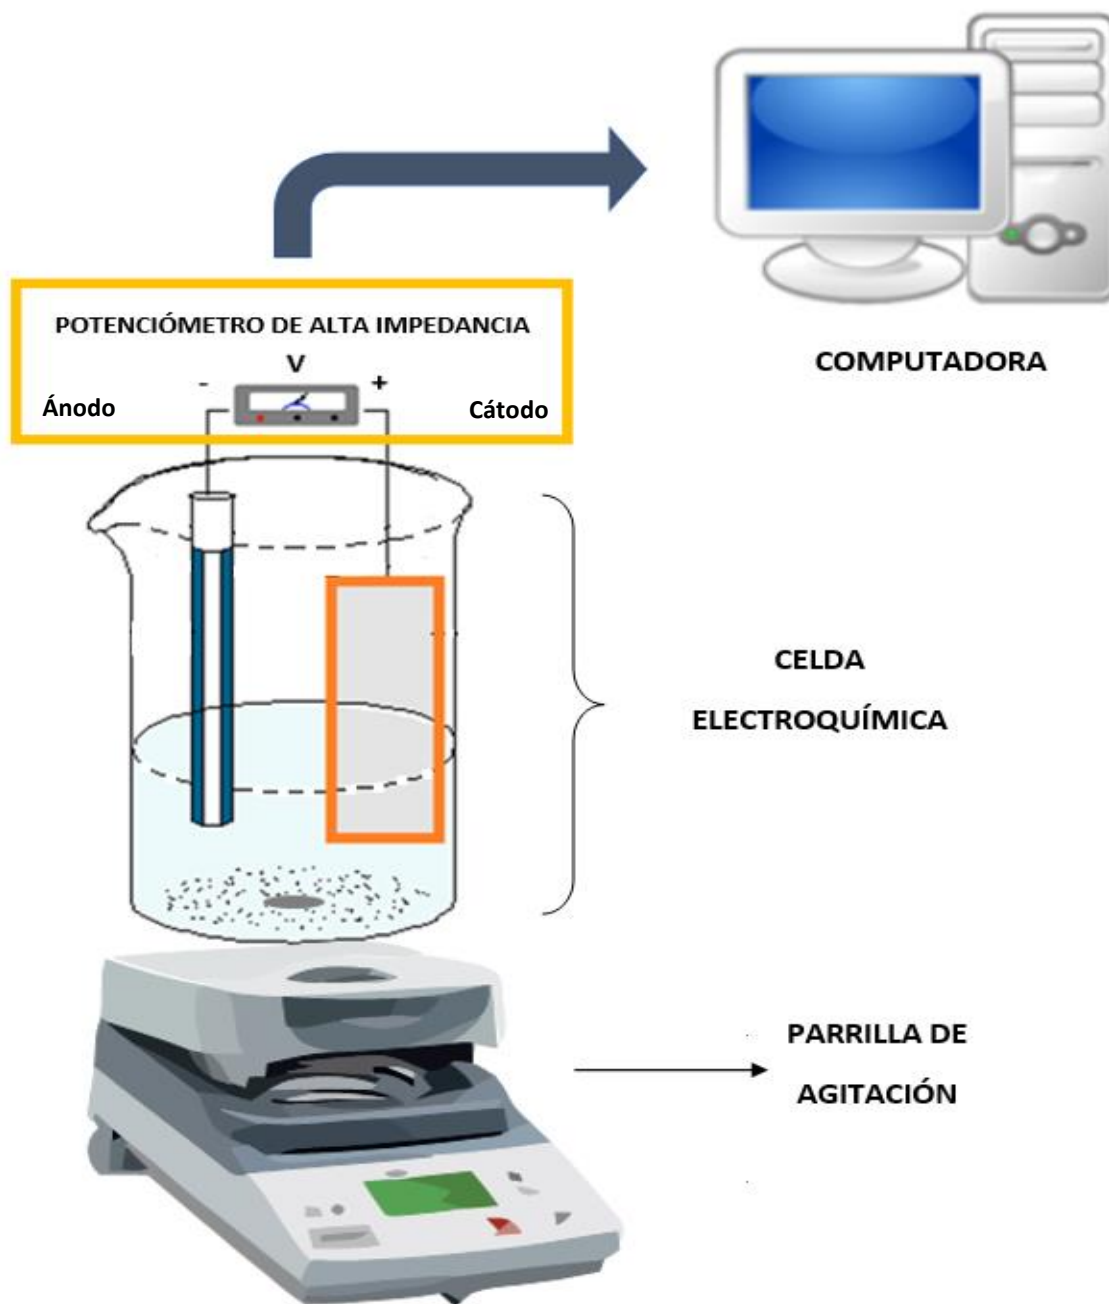 POTENCIÓMETRO DE ALTA IMPEDANCIA
V
- +
Ánodo Cátodo
COMPUTADORA
CELDA
ELECTROQUÍMICA
PARRILLA DE
AGITACIÓN